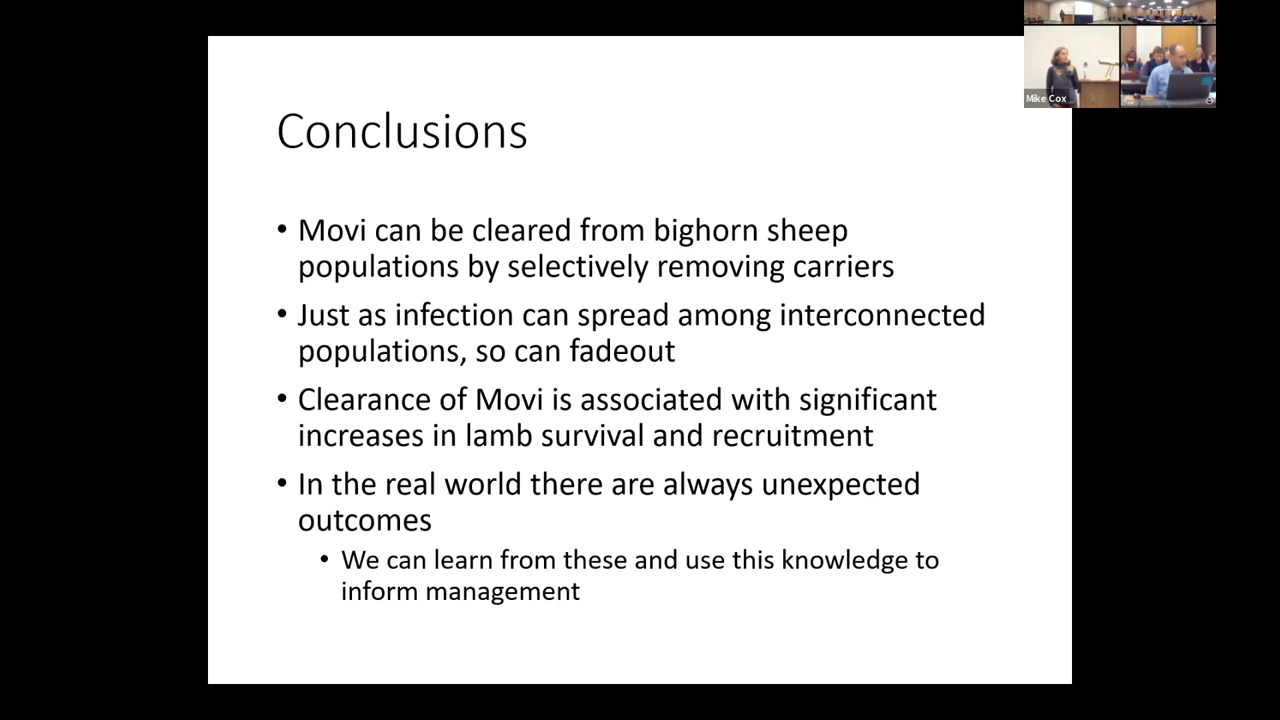 Mike Cox
Conclusions
• Movi can be cleared from bighorn sheep
populations by selectively removing carriers
• Just as infection can spread among interconnected
populations, so can fadeout
• Clearance of Movi is associated with significant
increases in lamb survival and recruitment
• In the real world there are always unexpected
outcomes
• We can learn from these and use this knowledge to
inform management